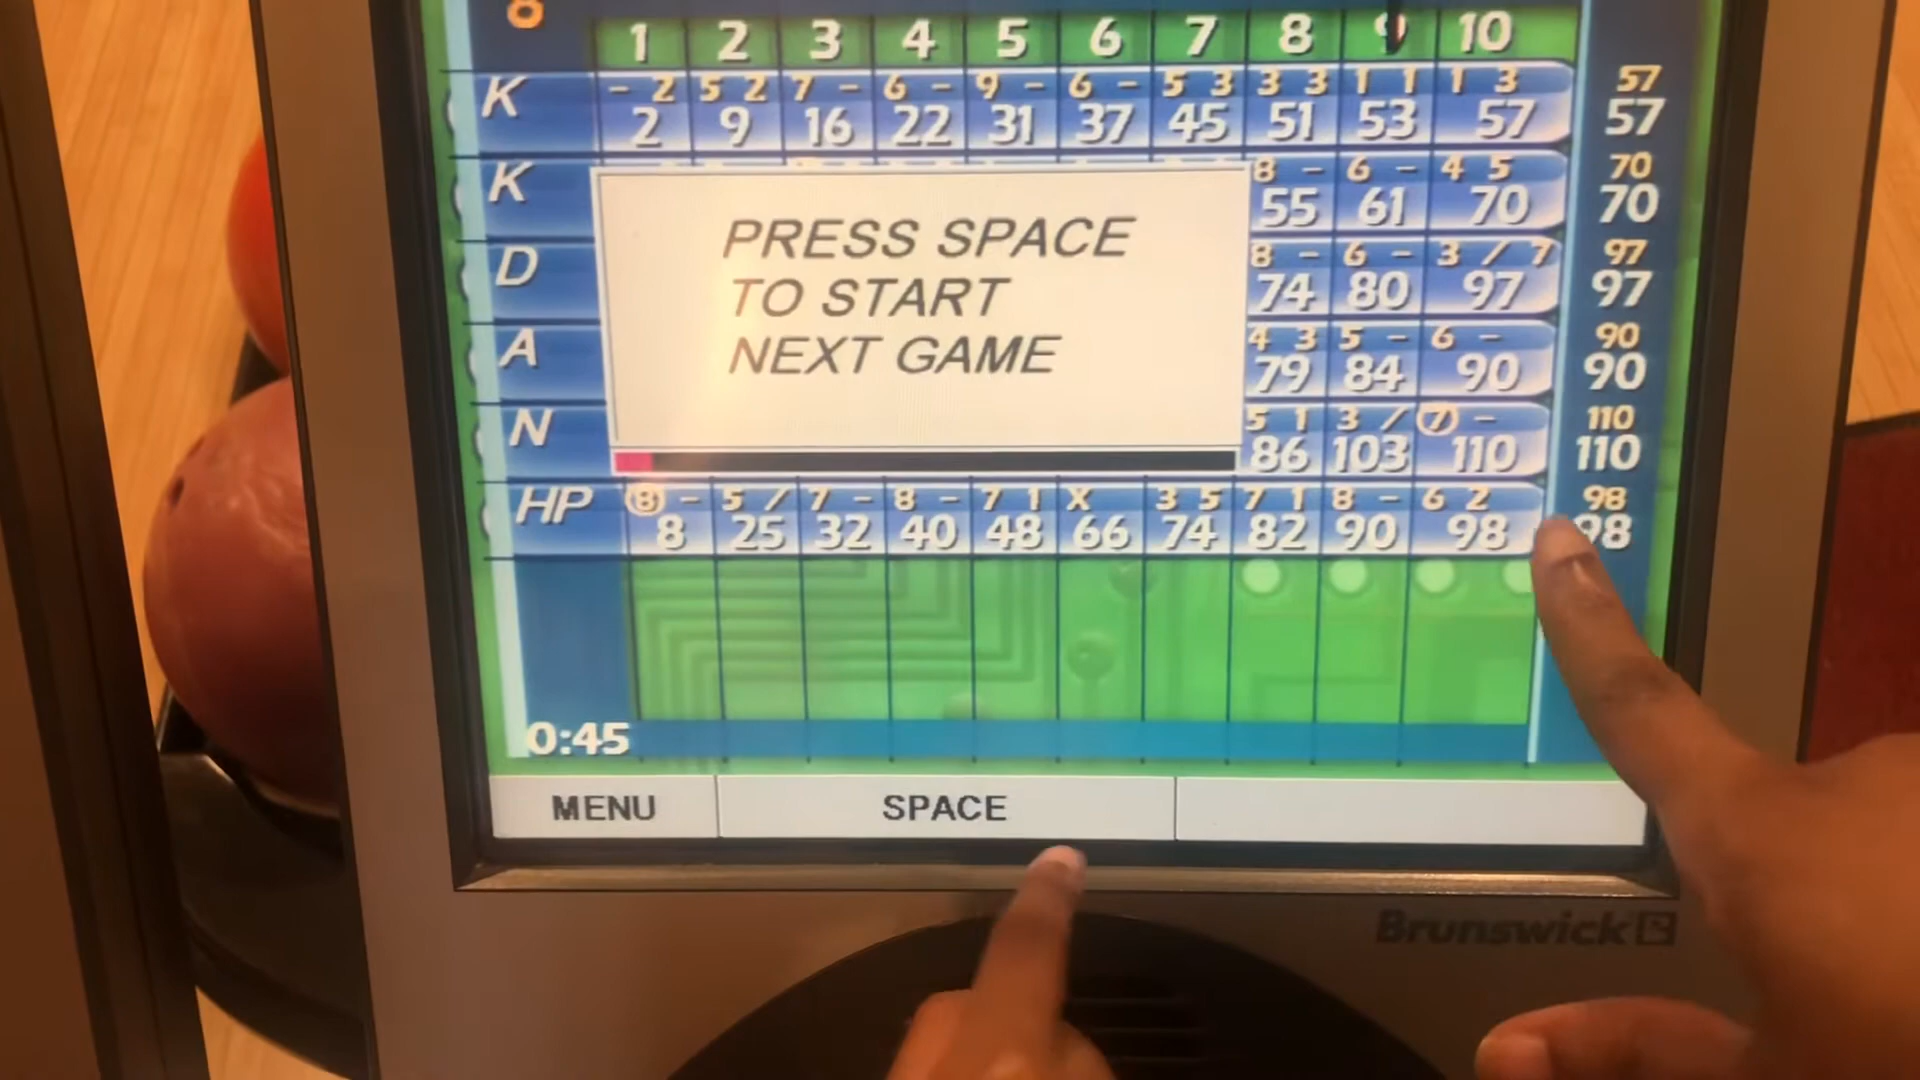 8
1 2 3 4 5 6 7 8 9 10
K - 2 5 2 7 - 6 - 9 - 6 - 5 3 3 3 1 1 1 3 57
2 9 16 22 31 37 45 51 53 57 57
K 8 - 6 - 4 5 70
55 61 70 70
D 8 - 6 - 3 / 7 97
74 80 97 97
A 4 3 5 - 6 - 90
79 84 90 90
N 5 1 3 / 7 - 110
86 103 110 110
PRESS SPACE
TO START
NEXT GAME
HP 8 - 5 / 7 - 8 - 7 1 X 3 5 7 1 8 - 6 2 98
8 25 32 40 48 66 74 82 90 98 98
0:45
MENU SPACE
Brunswick